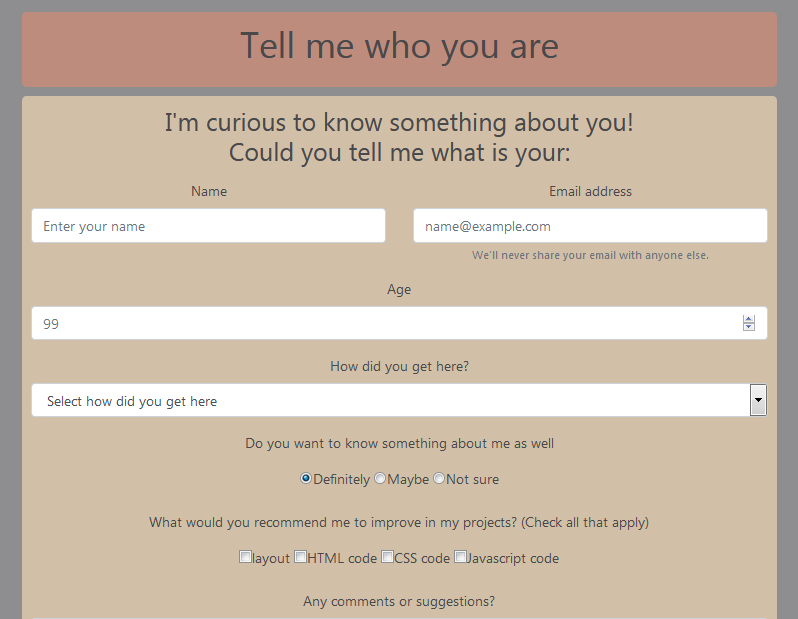 Tell me who you are
I'm curious to know something about you!
Could you tell me what is your:
Name
Email address
Enter your name
name@example.com
We'll never share your email with anyone else.
Age
99
How did you get here?
Select how did you get here
Do you want to know something about me as well
Definitely Maybe Not sure
What would you recommend me to improve in my projects? (Check all that apply)
layout HTML code CSS code Javascript code
Any comments or suggestions?